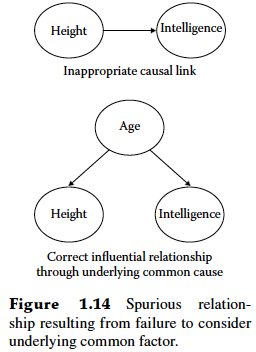 Height
Intelligence
Inappropriate causal link
Age
Height
Intelligence
Correct influential relationship
through underlying common cause
Figure 1.14 Spurious relation-
ship resulting from failure to consider
underlying common factor.